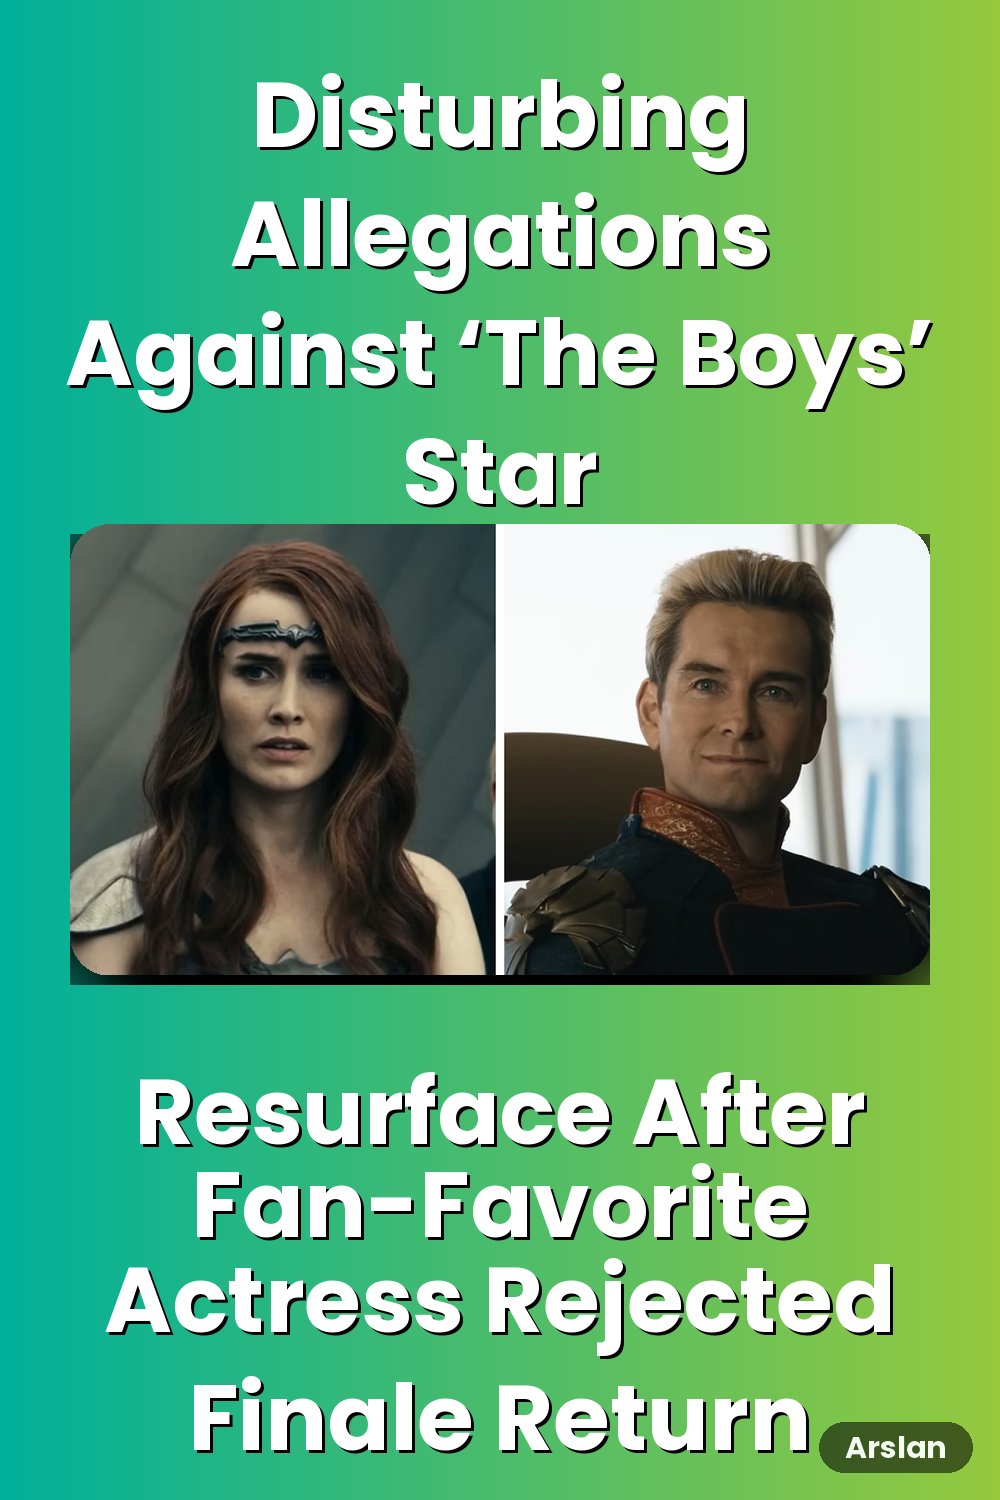 Disturbing
Allegations
Against ‘The Boys’
Star
Resurface After
Fan-Favorite
Actress Rejected
Finale Return
Arslan